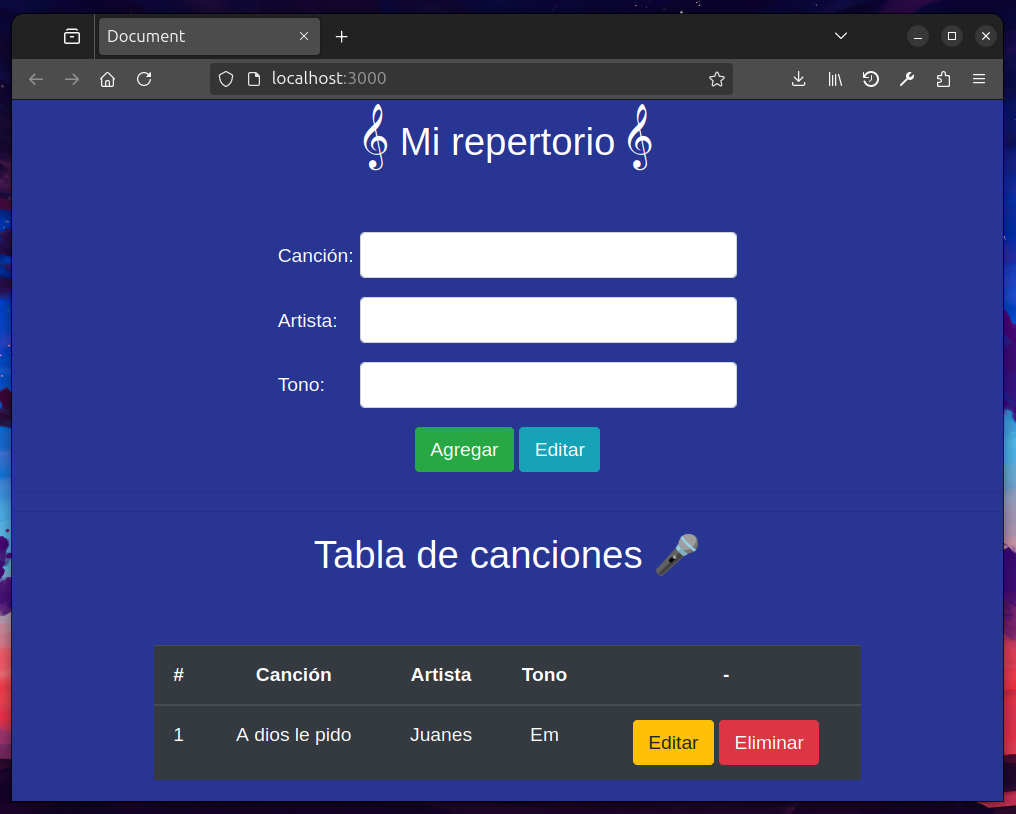 Document
localhost:3000
𝄞 Mi repertorio 𝄞
Canción:
Artista:
Tono:
Agregar Editar
Tabla de canciones 🎤
# Canción Artista Tono -
1 A dios le pido Juanes Em Editar Eliminar